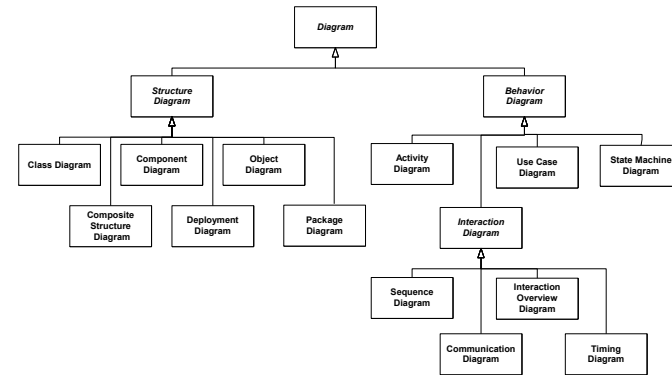 Diagram
Structure
Diagram
Behavior
Diagram
Class Diagram
Component
Diagram
Object
Diagram
Activity
Diagram
Use Case
Diagram
State Machine
Diagram
Composite
Structure
Diagram
Deployment
Diagram
Package
Diagram
Interaction
Diagram
Sequence
Diagram
Interaction
Overview
Diagram
Communication
Diagram
Timing
Diagram